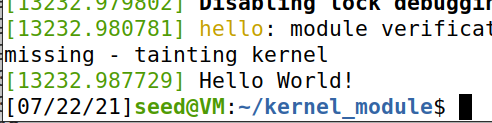 [13232.979802] Disabling lock debuggin
[13232.980781] hello: module verificat
missing - tainting kernel
[13232.987729] Hello World!
[07/22/21]seed@VM:~/kernel_module$